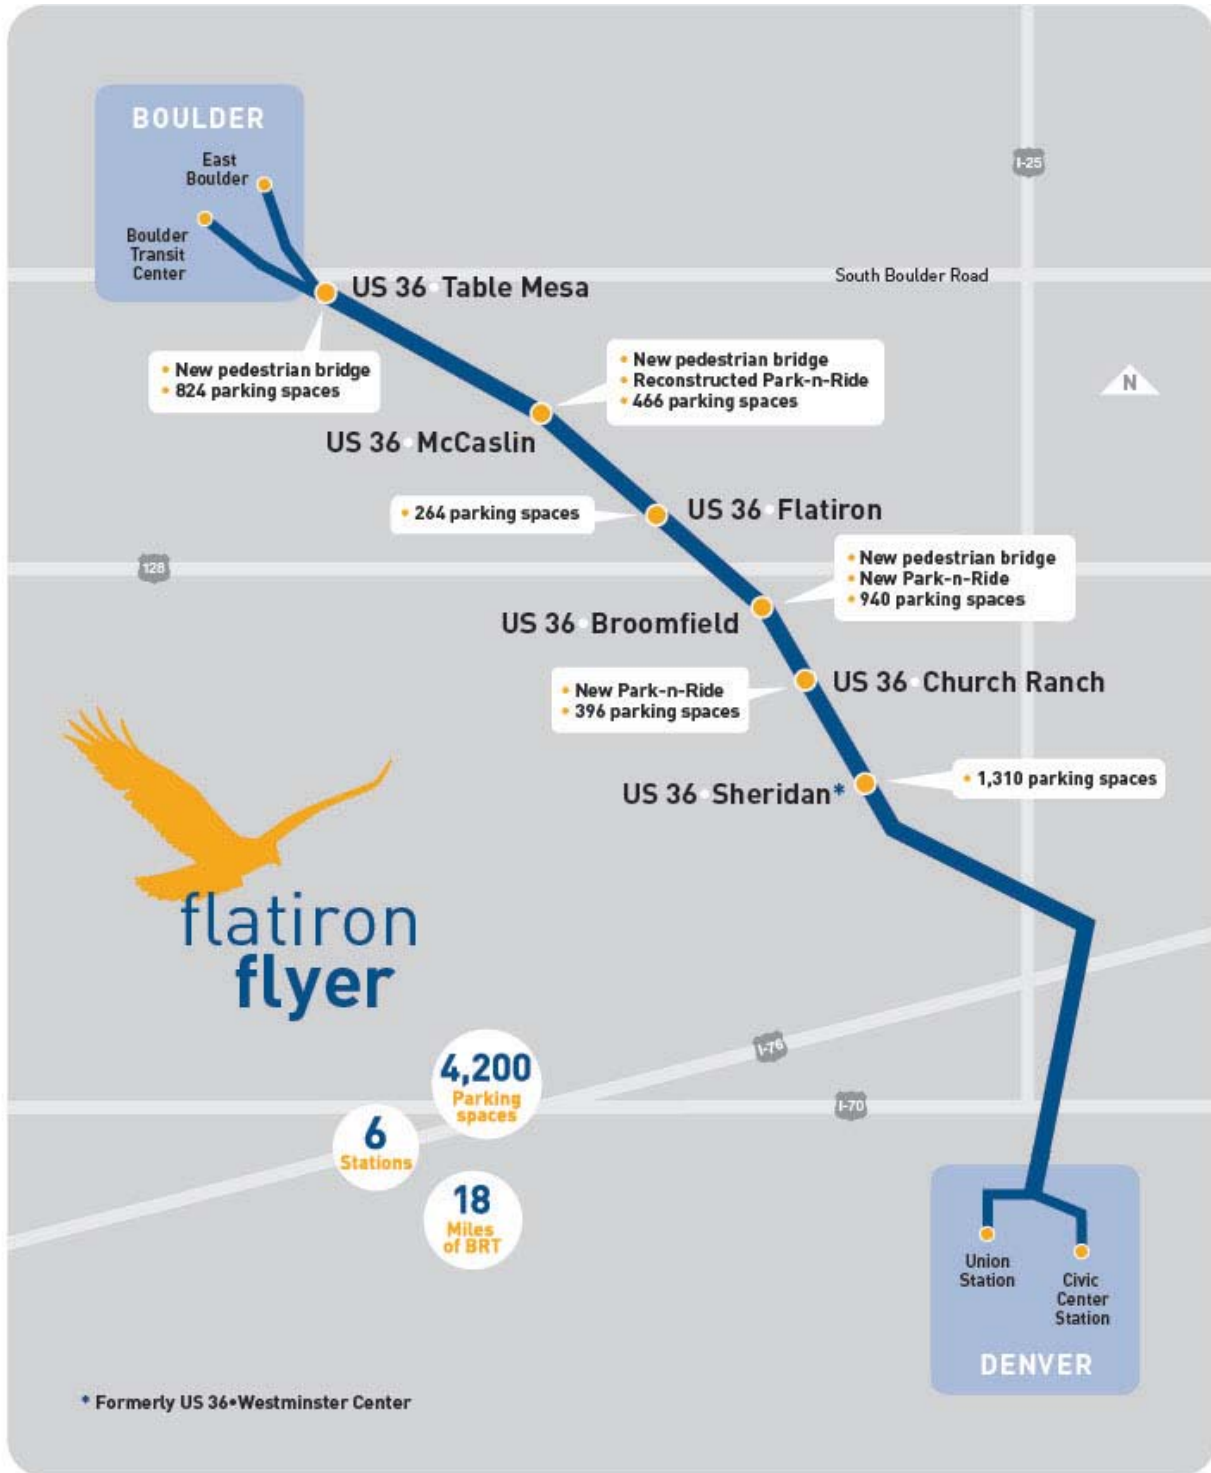 BOULDER
East
Boulder
Boulder
Transit
Center
I-25
South Boulder Road
US 36•Table Mesa
• New pedestrian bridge
• 824 parking spaces
• New pedestrian bridge
• Reconstructed Park-n-Ride
• 466 parking spaces
N
US 36•McCaslin
• 264 parking spaces
US 36•Flatiron
128
• New pedestrian bridge
• New Park-n-Ride
• 940 parking spaces
US 36•Broomfield
US 36•Church Ranch
• New Park-n-Ride
• 396 parking spaces
US 36•Sheridan*
• 1,310 parking spaces
flatiron
flyer
4,200
Parking
spaces
6
Stations
18
Miles
of BRT
I-76
I-70
Union
Station
Civic
Center
Station
DENVER
* Formerly US 36•Westminster Center